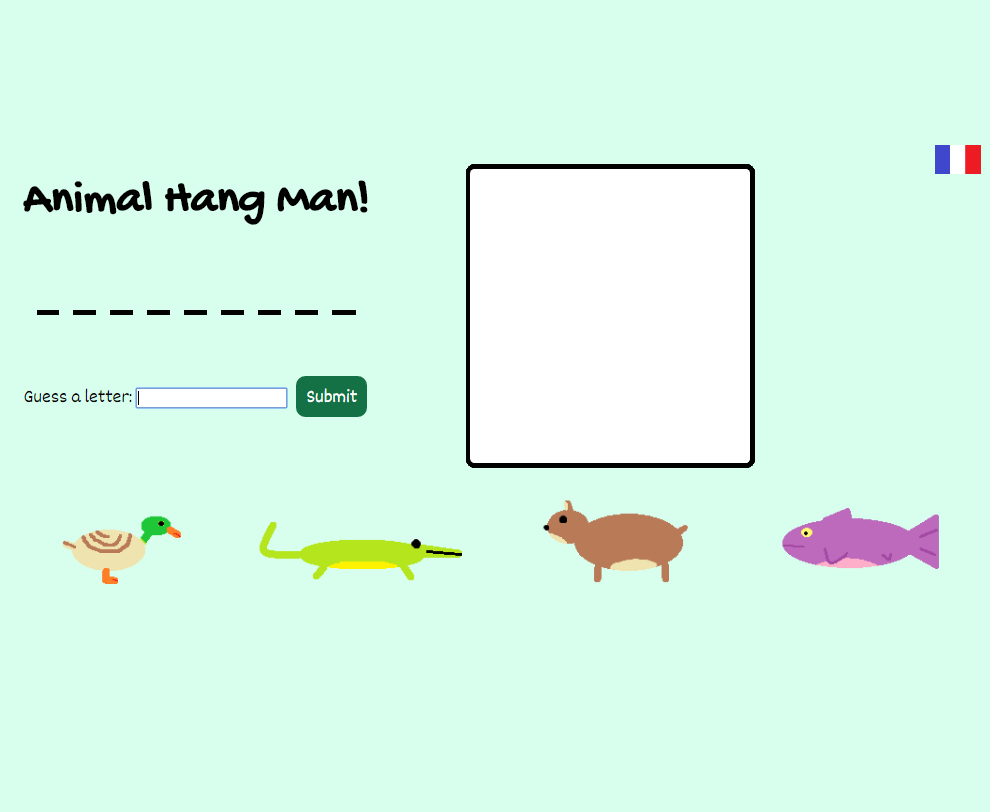 Animal Hang Man!
_ _ _ _ _ _ _ _ _
Guess a letter: Submit